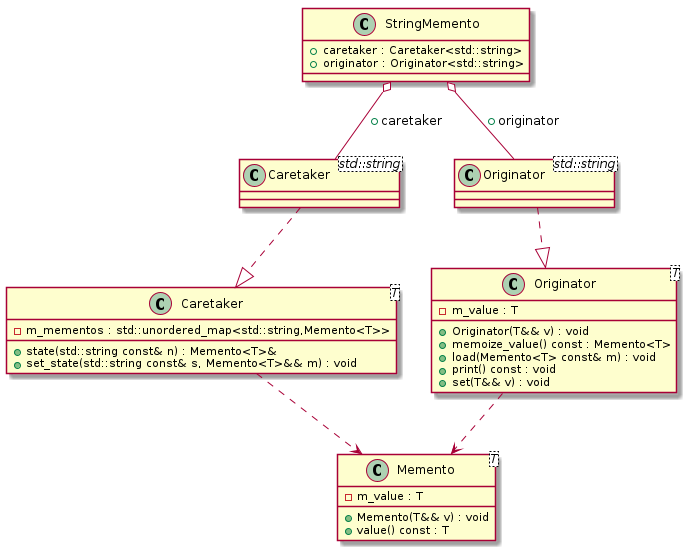 C StringMemento
caretaker : Caretaker<std::string>
originator : Originator<std::string>
caretaker
originator
C Caretaker std::string
C Originator std::string
C Caretaker T
m_mementos : std::unordered_map<std::string,Memento<T>>
state(std::string const& n) : Memento<T>&
set_state(std::string const& s, Memento<T>&& m) : void
C Originator T
m_value : T
Originator(T&& v) : void
memoize_value() const : Memento<T>
load(Memento<T> const& m) : void
print() const : void
set(T&& v) : void
C Memento T
m_value : T
Memento(T&& v) : void
value() const : T